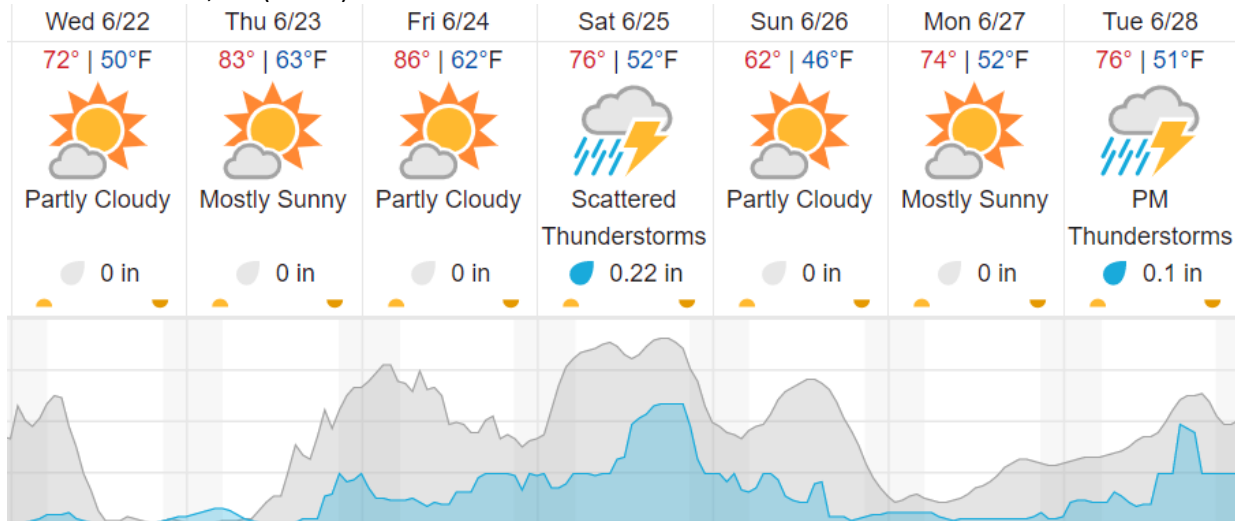 Wed 6/22 Thu 6/23 Fri 6/24 Sat 6/25 Sun 6/26 Mon 6/27 Tue 6/28
72° | 50°F 83° | 63°F 86° | 62°F 76° | 52°F 62° | 46°F 74° | 52°F 76° | 51°F
Partly Cloudy Mostly Sunny Partly Cloudy Scattered Partly Cloudy Mostly Sunny PM
Thunderstorms Thunderstorms
0 in 0 in 0 in 0.22 in 0 in 0 in 0.1 in